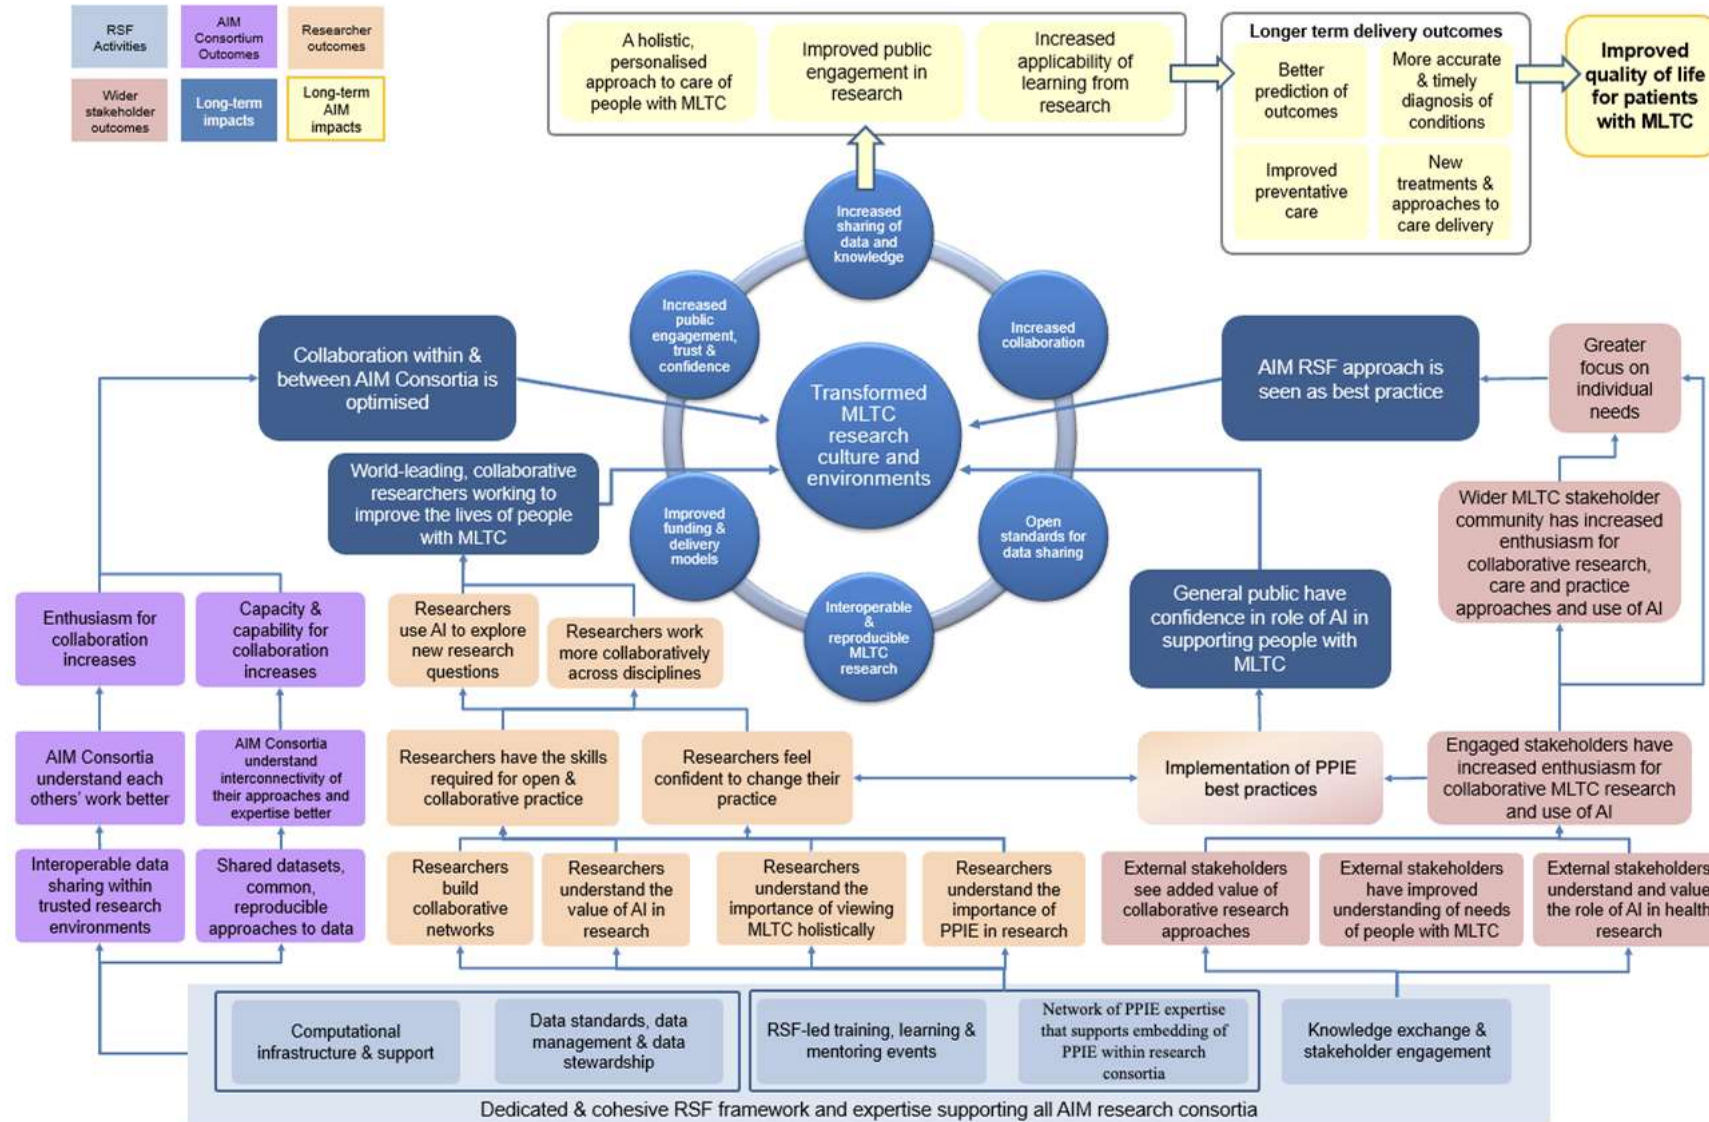 RSF
Activities
AIM
Consortium
Outcomes
Researcher
outcomes
Wider
stakeholder
outcomes
Long-term
impacts
Long-term
AIM
impacts
A holistic,
personalised
approach to care of
people with MLTC
Improved public
engagement in
research
Increased
applicability of
learning from
research
Longer term delivery outcomes
Better
prediction of
outcomes
More accurate
& timely
diagnosis of
conditions
Improved
preventative
care
New
treatments &
approaches to
care delivery
Improved
quality of life
for patients
with MLTC
Increased
sharing of
data and
knowledge
Increased
public
engagement,
trust &
confidence
Increased
collaboration
Transformed
MLTC
research
culture and
environments
Improved
funding &
delivery
models
Open
standards for
data sharing
Interoperable
&
reproducible
MLTC
research
Collaboration within &
between AIM Consortia is
optimised
World-leading, collaborative
researchers working to
improve the lives of people
with MLTC
AIM RSF approach is
seen as best practice
Greater
focus on
individual
needs
Wider MLTC stakeholder
community has increased
enthusiasm for
collaborative research,
care and practice
approaches and use of AI
General public have
confidence in role of AI in
supporting people with
MLTC
Enthusiasm for
collaboration
increases
Capacity &
capability for
collaboration
increases
Researchers
use AI to explore
new research
questions
Researchers work
more collaboratively
across disciplines
AIM Consortia
understand each
others' work better
AIM Consortia
understand
interconnectivity of
their approaches and
expertise better
Researchers have the skills
required for open &
collaborative practice
Researchers feel
confident to change their
practice
Implementation of PPIE
best practices
Engaged stakeholders have
increased enthusiasm for
collaborative MLTC research
and use of AI
Interoperable data
sharing within
trusted research
environments
Shared datasets,
common,
reproducible
approaches to data
Researchers
build
collaborative
networks
Researchers
understand the
value of AI in
research
Researchers
understand the
importance of viewing
MLTC holistically
Researchers
understand the
importance of
PPIE in research
External stakeholders
see added value of
collaborative research
approaches
External stakeholders
have improved
understanding of needs
of people with MLTC
External stakeholders
understand and value
the role of AI in health
research
Computational
infrastructure & support
Data standards, data
management & data
stewardship
RSF-led training, learning &
mentoring events
Network of PPIE expertise
that supports embedding of
PPIE within research
consortia
Knowledge exchange &
stakeholder engagement
Dedicated & cohesive RSF framework and expertise supporting all AIM research consortia